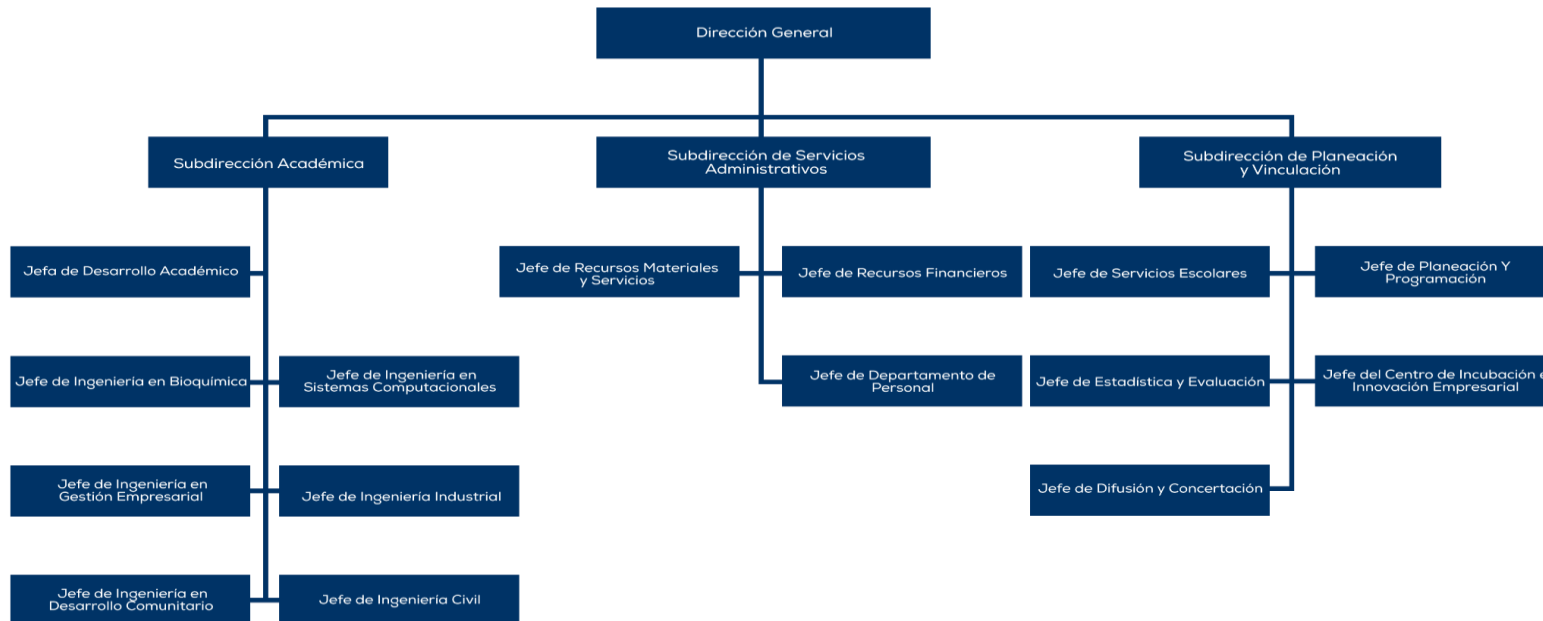 Dirección General
Subdirección Académica
Subdirección de Servicios
Administrativos
Subdirección de Planeación
y Vinculación
Jefa de Desarrollo Académico
Jefe de Recursos Materiales
y Servicios
Jefe de Recursos Financieros
Jefe de Servicios Escolares
Jefe de Planeación Y
Programación
Jefe de Ingeniería en Bioquímica
Jefe de Ingeniería en
Sistemas Computacionales
Jefe de Departamento de
Personal
Jefe de Estadística y Evaluación
Jefe del Centro de Incubación e
Innovación Empresarial
Jefe de Ingeniería en
Gestión Empresarial
Jefe de Ingeniería Industrial
Jefe de Difusión y Concertación
Jefe de Ingeniería en
Desarrollo Comunitario
Jefe de Ingeniería Civil